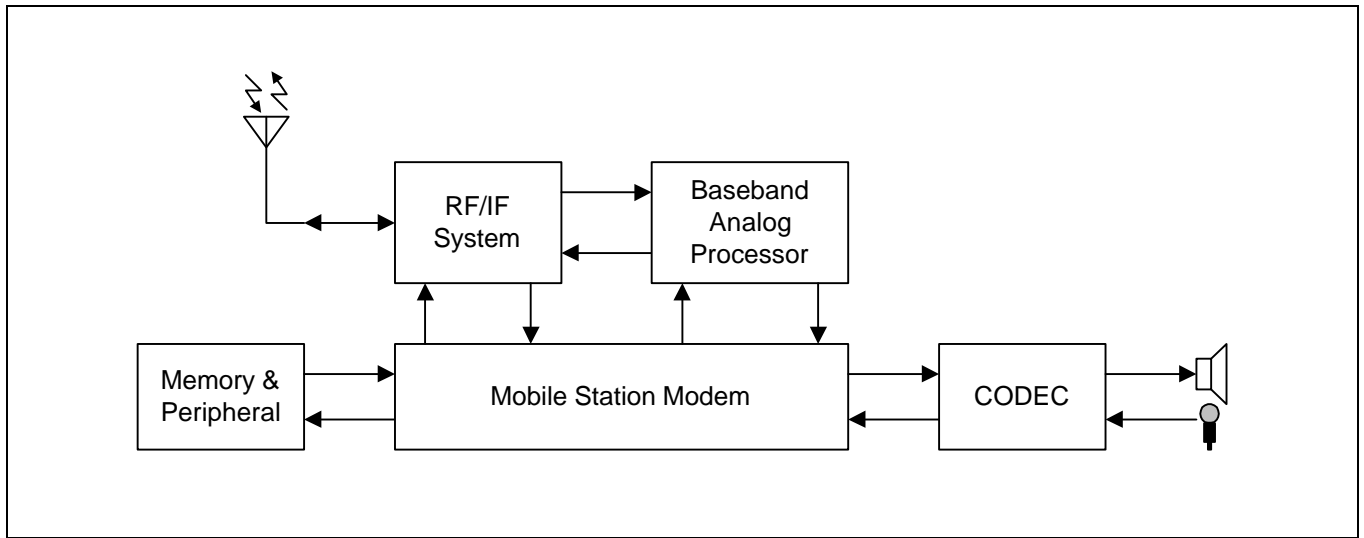 RF/IF
System
Baseband
Analog
Processor
Memory &
Peripheral
Mobile Station Modem
CODEC